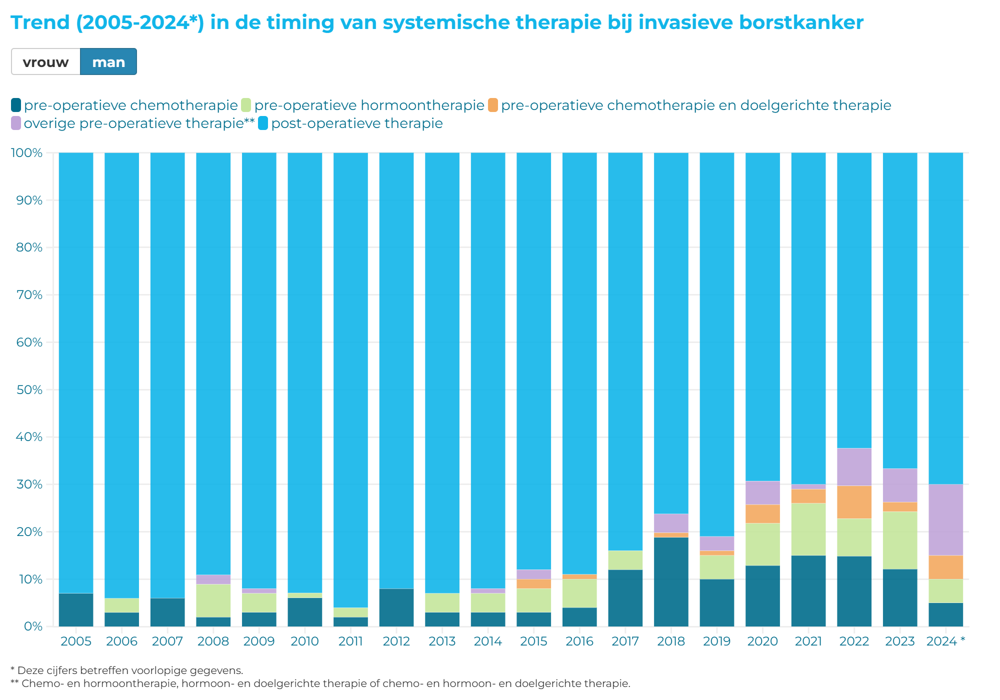 Trend (2005-2024*) in de timing van systemische therapie bij invasieve borstkanker
vrouw man
pre-operatieve chemotherapie pre-operatieve hormoontherapie pre-operatieve chemotherapie en doelgerichte therapie
overige pre-operatieve therapie** post-operatieve therapie
100%
90%
80%
70%
60%
50%
40%
30%
20%
10%
0%
2005 2006 2007 2008 2009 2010 2011 2012 2013 2014 2015 2016 2017 2018 2019 2020 2021 2022 2023 2024 *
* Deze cijfers betreffen voorlopige gegevens.
** Chemo- en hormoontherapie, hormoon- en doelgerichte therapie of chemo- en hormoon- en doelgerichte therapie.